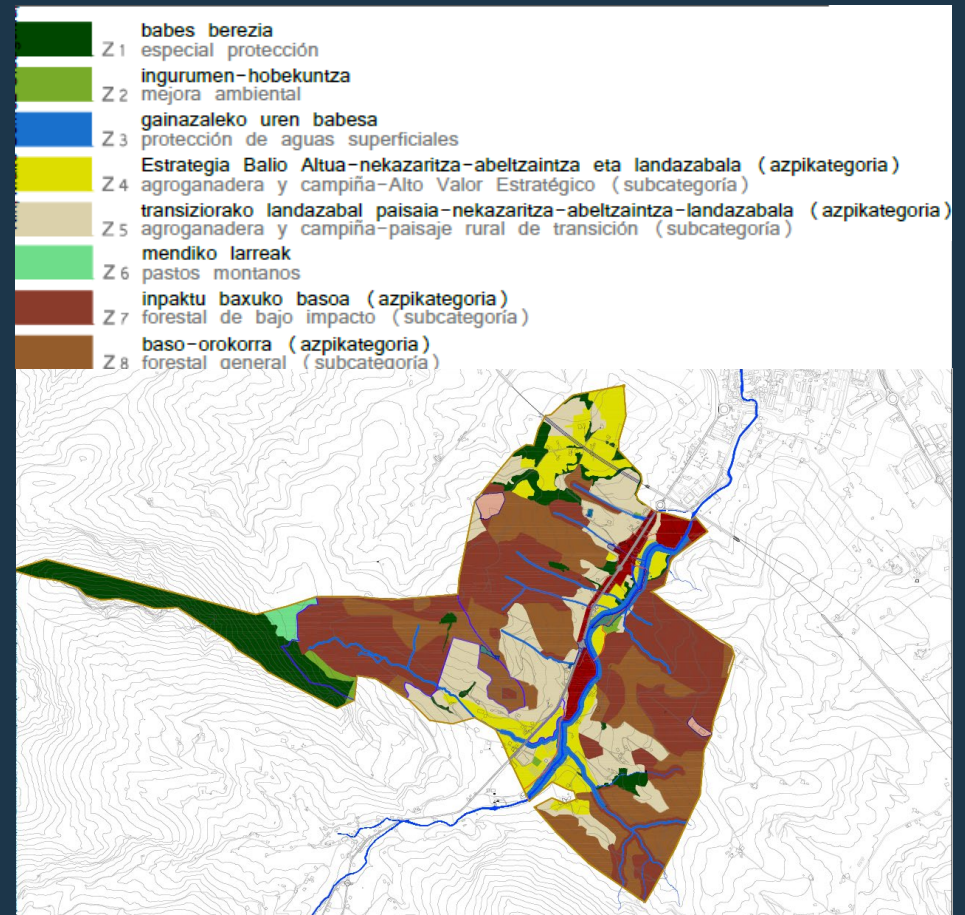 babes berezia
Z1 especial protección
ingurumen-hobekuntza
Z2 mejora ambiental
gainazaleko uren babesa
Z3 protección de aguas superficiales
Estrategia Balio Altua-nekazaritza-abeltzaintza eta landazabala (azpikategoria)
Z4 agroganadera y campiña-Alto Valor Estratégico (subcategoría)
transiziorako landazabal paisaia-nekazaritza-abeltzaintza-landazabala (azpikategoria)
Z5 agroganadera y campiña-paisaje rural de transición (subcategoría)
mendiko larreak
Z6 pastos montanos
inpaktu baxuko basoa (azpikategoria)
Z7 forestal de bajo impacto (subcategoría)
baso-orokorra (azpikategoria)
Z8 forestal general (subcategoría)